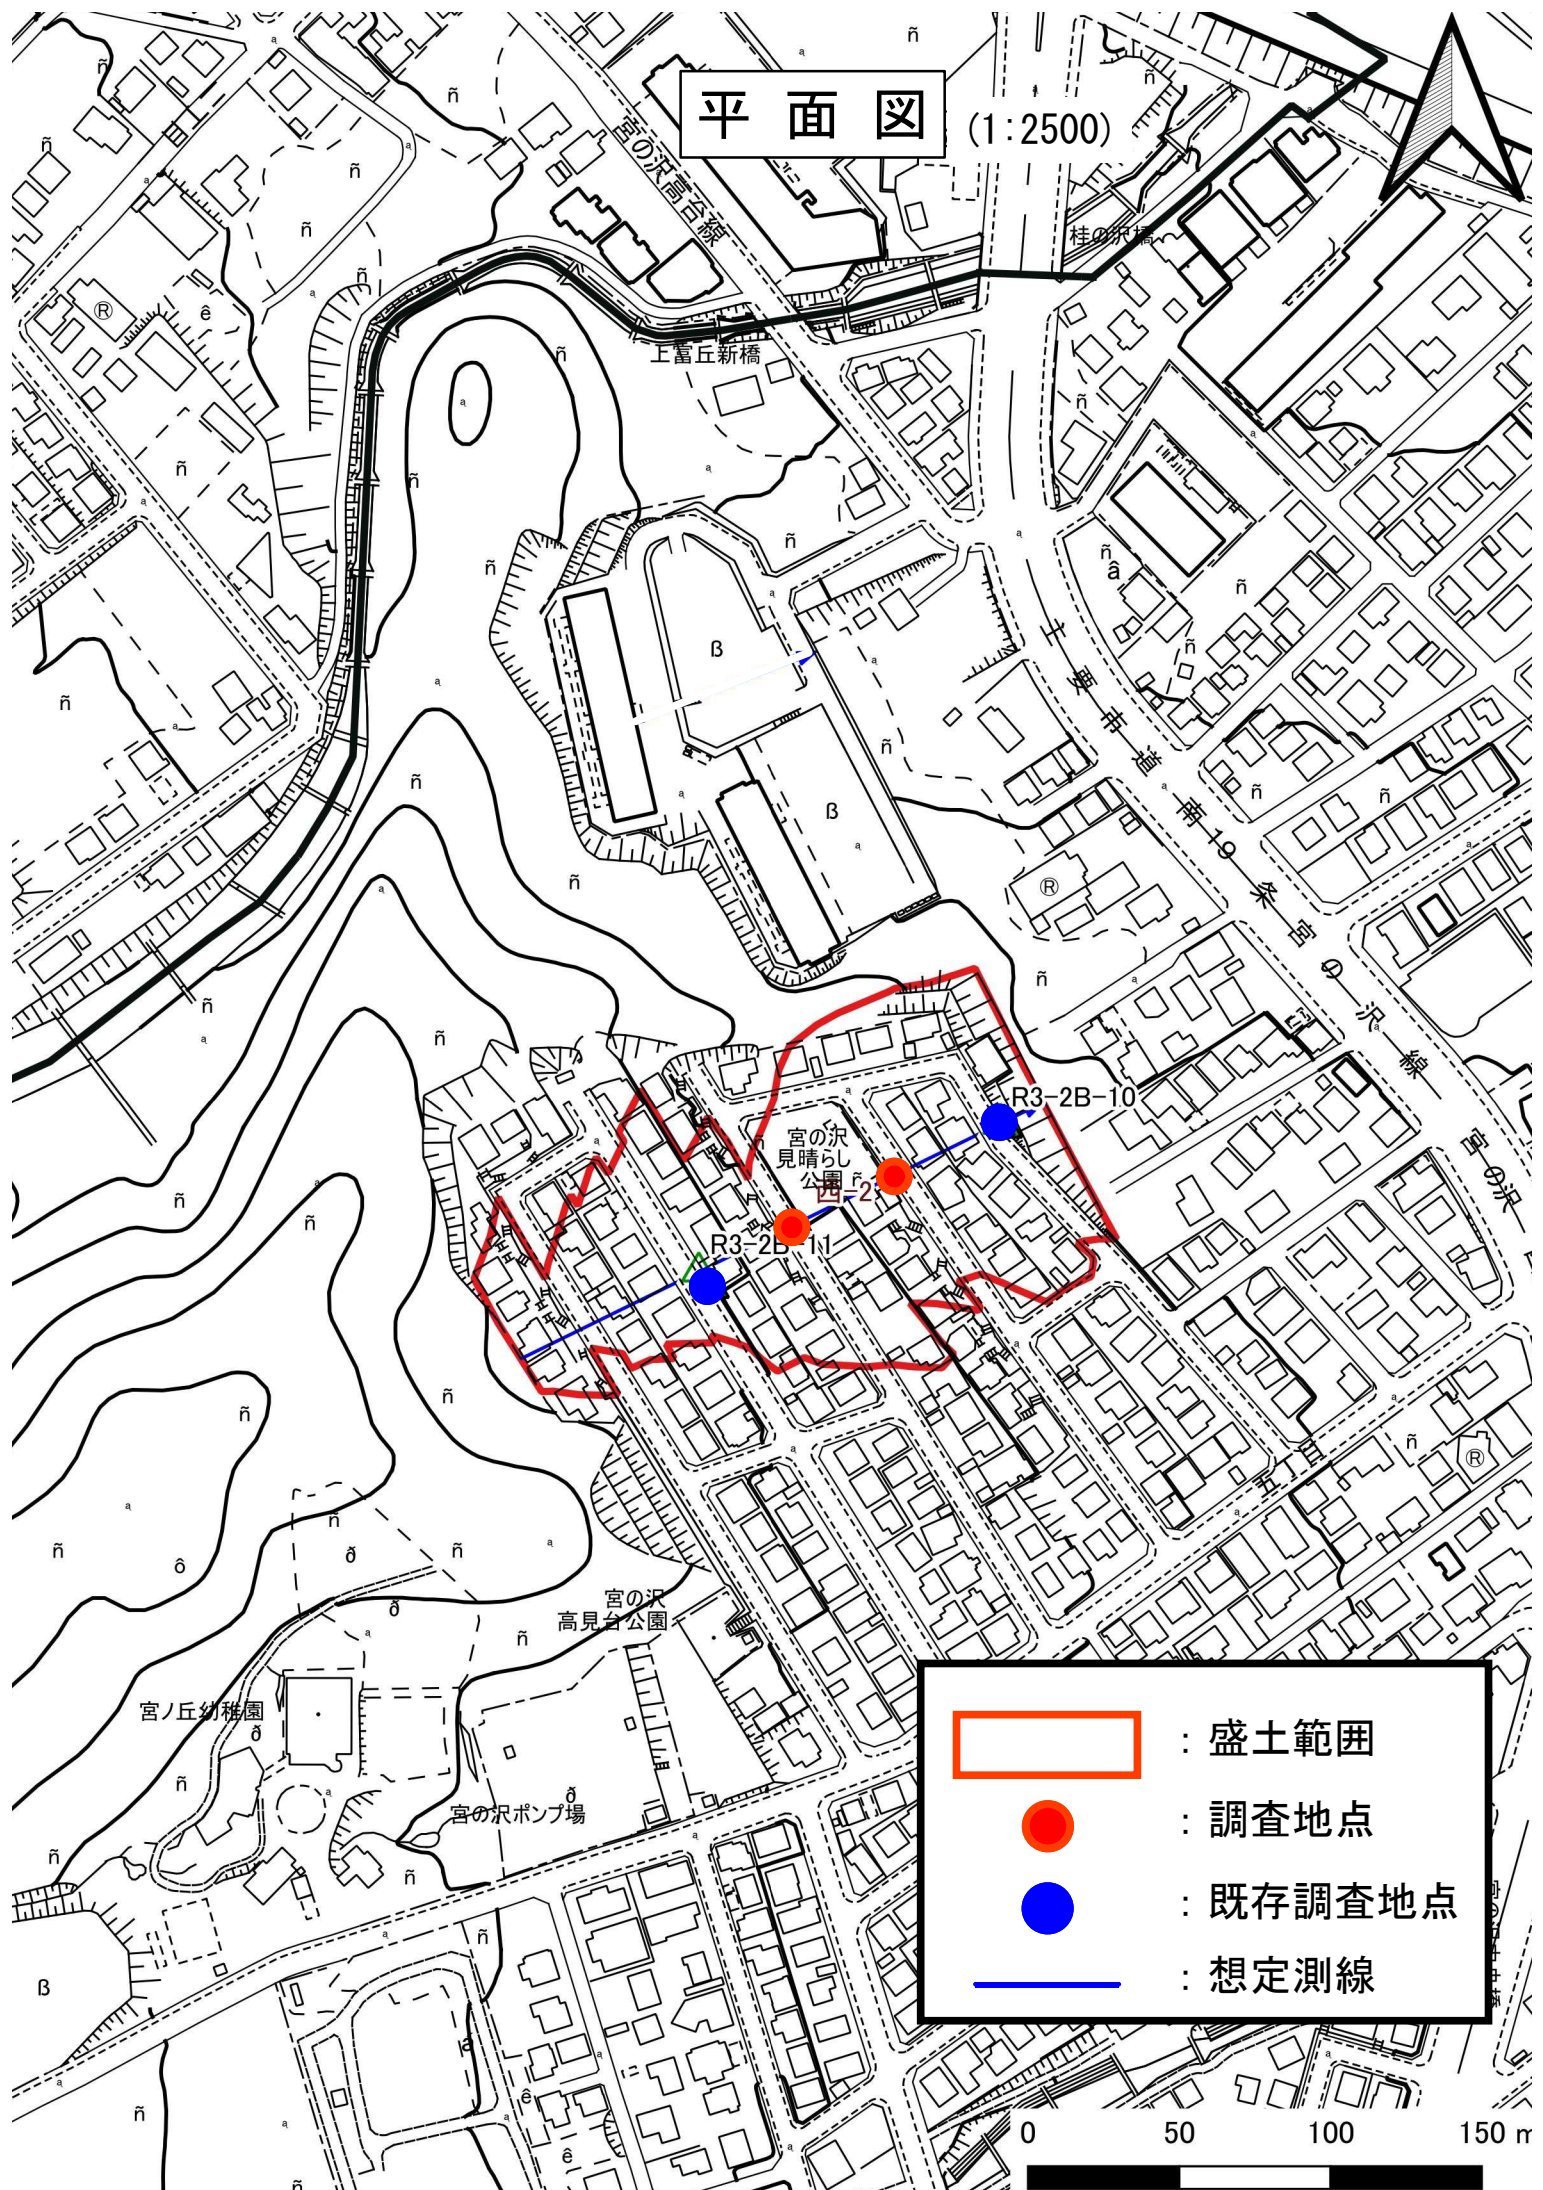 平面図
(1:2500)
宮の沢高台線
桂の沢橋
上富丘新橋
主要市道南19条宮の沢線
宮の沢
R3-2B-10
宮の沢
見晴らし
公園
西-2
R3-2B-11
宮の沢
高見台公園
宮ノ丘幼稚園
宮の沢ポンプ場
：盛土範囲
：調査地点
：既存調査地点
：想定測線
0 50 100 150 m